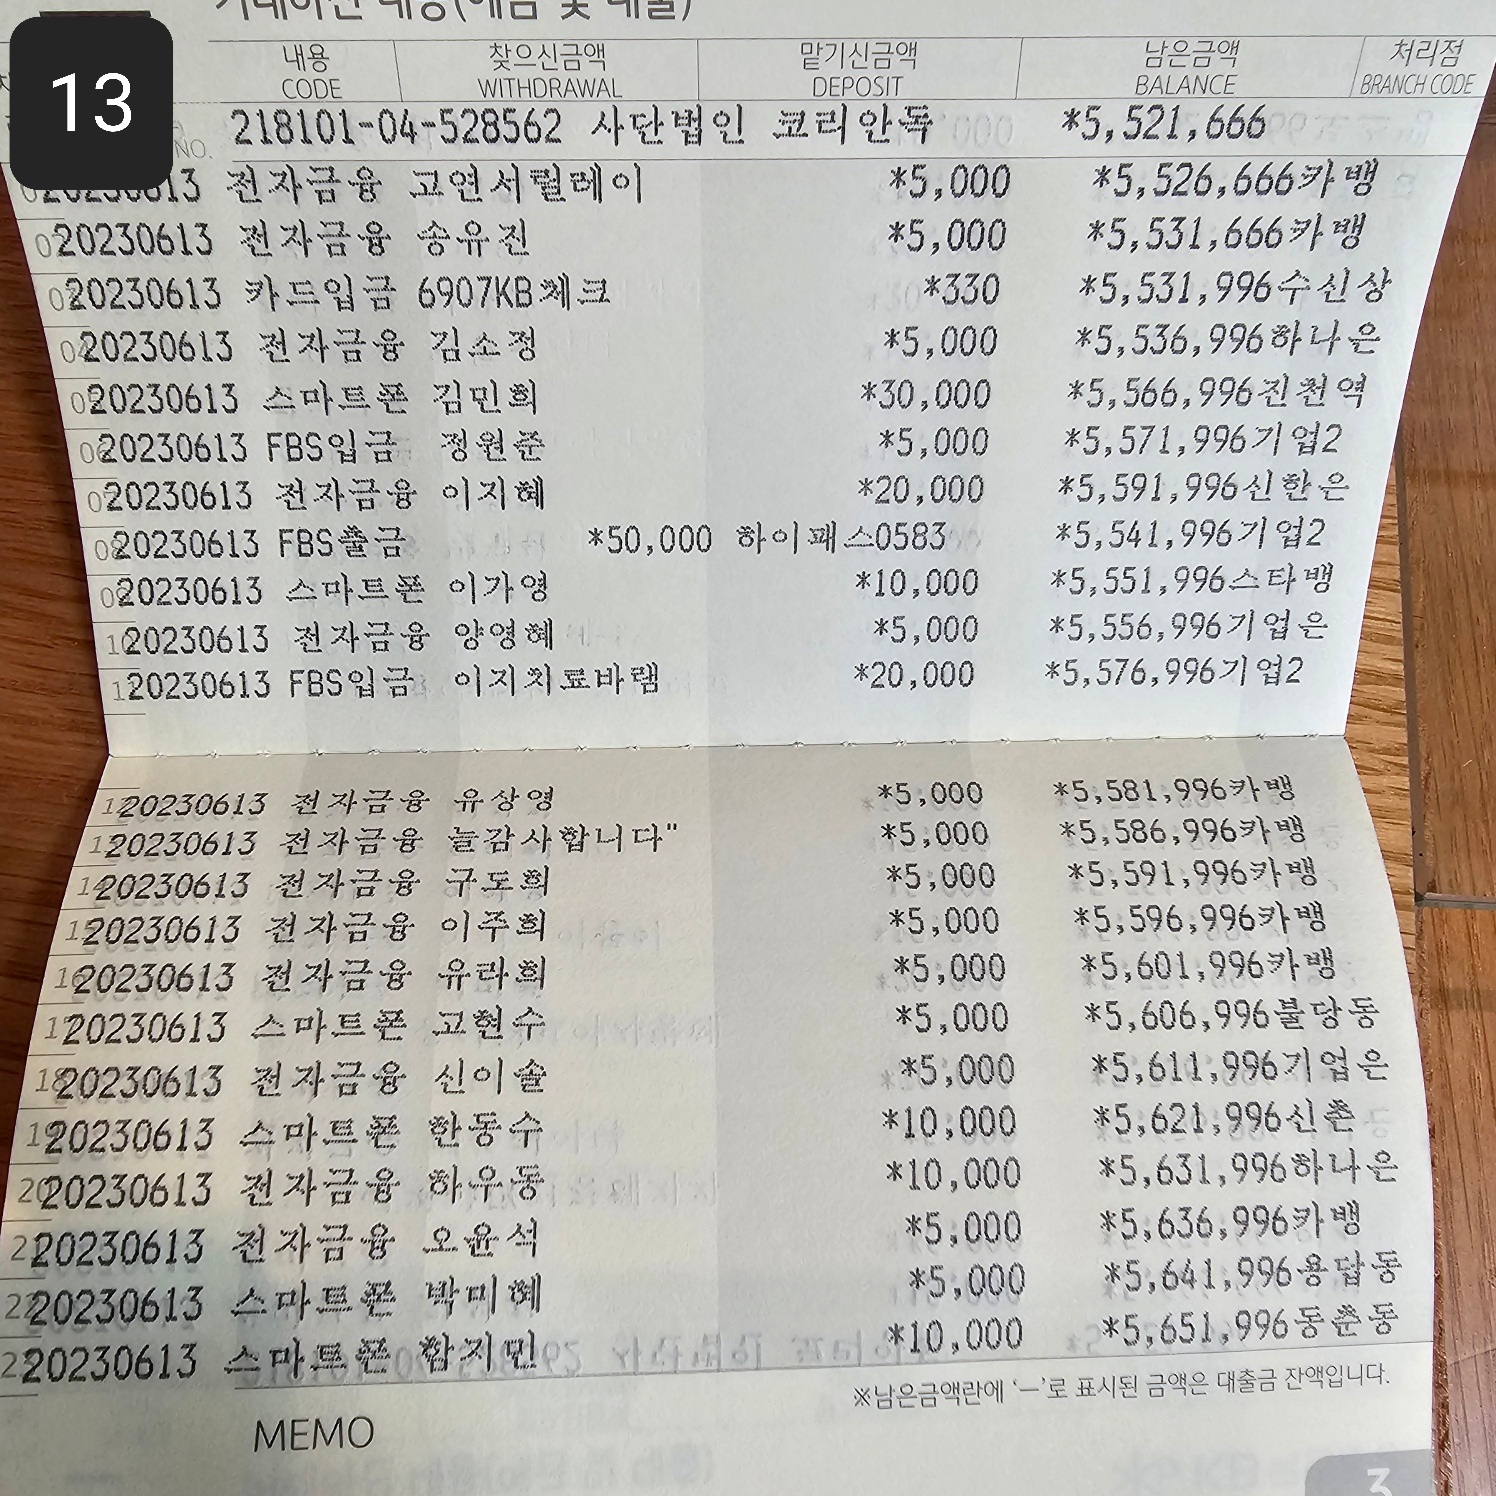 13
거래하신 내용(예금 및 대출)
내용 찾으신금액 맡기신금액 남은금액 처리점
CODE WITHDRAWAL DEPOSIT BALANCE BRANCH CODE
NO. 218101-04-528562 사단법인 코리안독 *5,521,666
20230613 전자금융 고연서릴레이 *5,000 *5,526,666카뱅
20230613 전자금융 송유진 *5,000 *5,531,666카뱅
20230613 카드입금 6907KB체크 *330 *5,531,996수신상
20230613 전자금융 김소정 *5,000 *5,536,996하나은
20230613 스마트폰 김민희 *30,000 *5,566,996진천역
20230613 FBS입금 정원준 *5,000 *5,571,996기업2
20230613 전자금융 이지혜 *20,000 *5,591,996신한은
20230613 FBS출금 *50,000 하이패스0583 *5,541,996기업2
20230613 스마트폰 이가영 *10,000 *5,551,996스타뱅
20230613 전자금융 양영혜 *5,000 *5,556,996기업은
20230613 FBS입금 이지치료바램 *20,000 *5,576,996기업2
20230613 전자금융 유상영 *5,000 *5,581,996카뱅
20230613 전자금융 늘감사합니다" *5,000 *5,586,996카뱅
20230613 전자금융 구도희 *5,000 *5,591,996카뱅
20230613 전자금융 이주희 *5,000 *5,596,996카뱅
20230613 전자금융 유라희 *5,000 *5,601,996카뱅
20230613 스마트폰 고현수 *5,000 *5,606,996불당동
20230613 전자금융 신이솔 *5,000 *5,611,996기업은
20230613 스마트폰 한동수 *10,000 *5,621,996신촌
20230613 전자금융 하우동 *10,000 *5,631,996하나은
20230613 전자금융 오윤석 *5,000 *5,636,996카뱅
20230613 스마트폰 박미혜 *5,000 *5,641,996용답동
20230613 스마트폰 함지민 *10,000 *5,651,996동춘동
※남은금액란에 ‘—’로 표시된 금액은 대출금 잔액입니다.
MEMO
3